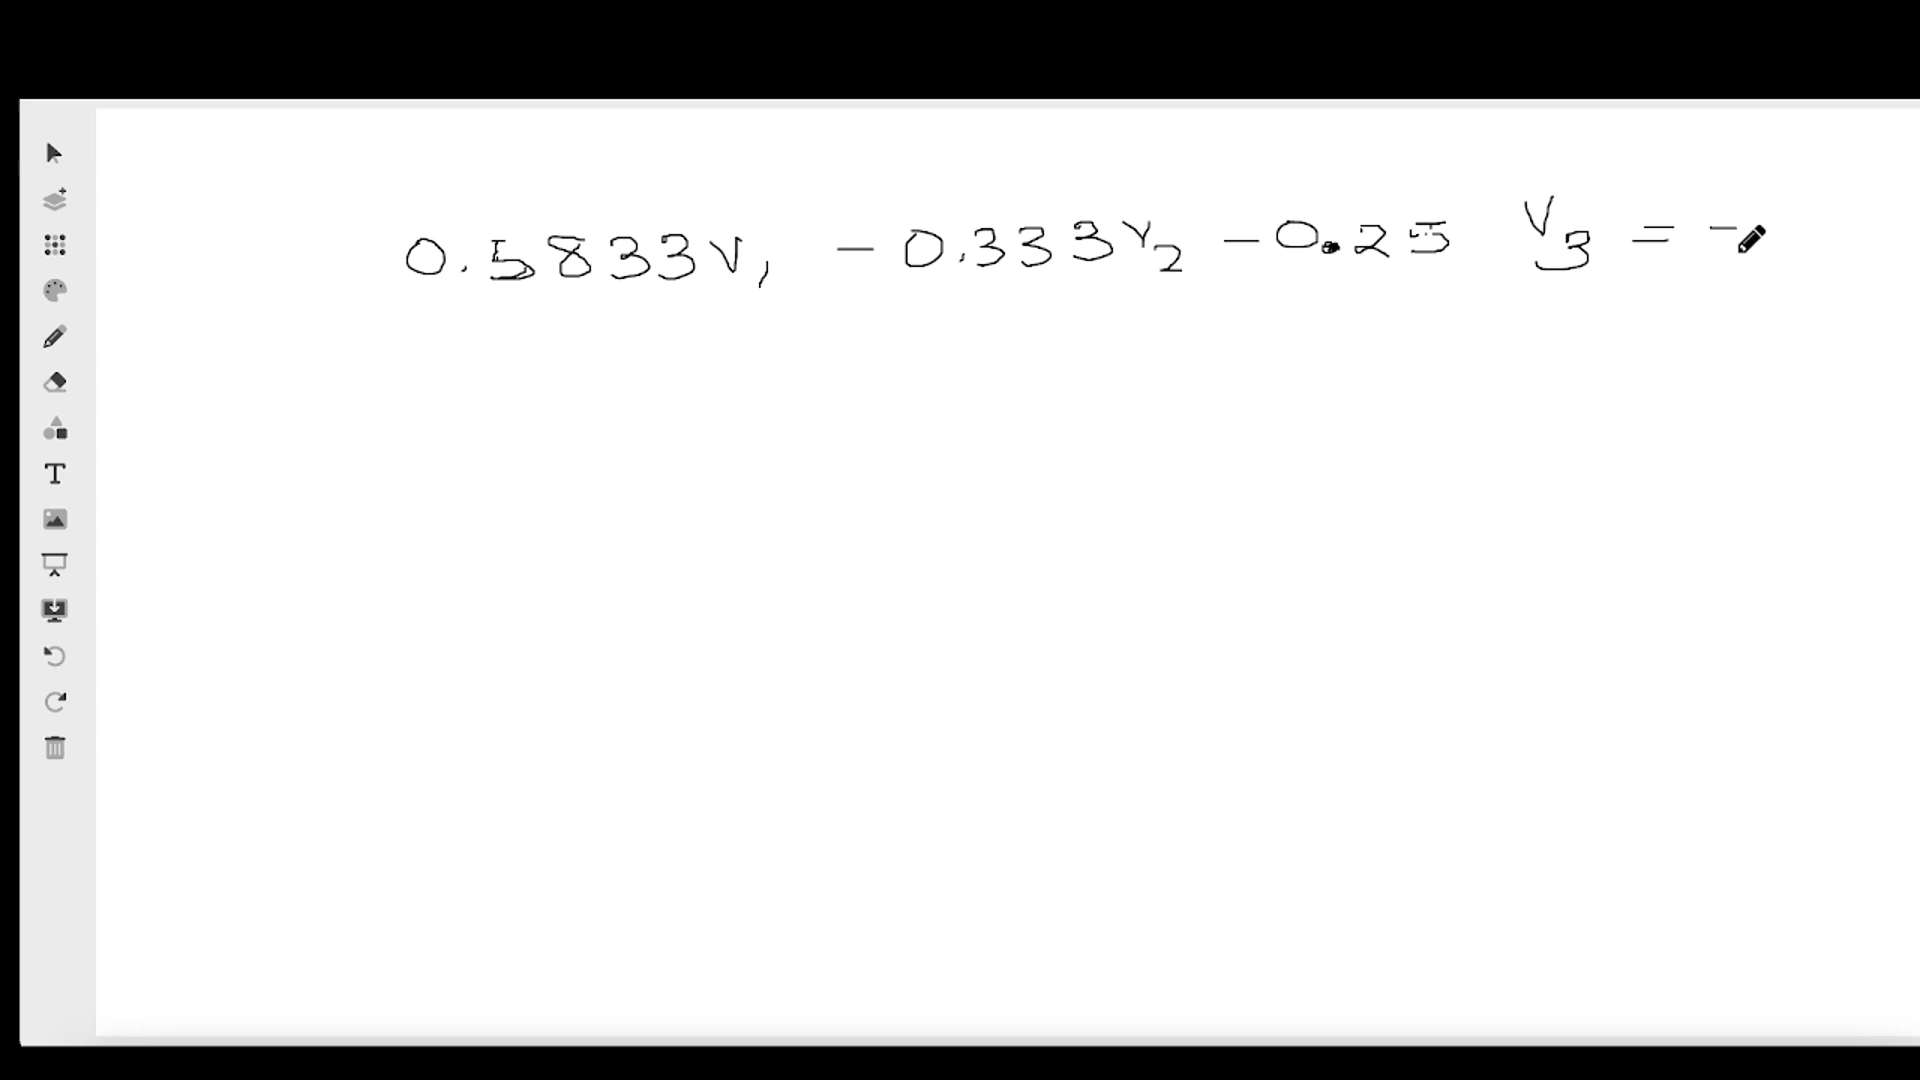 0.5833V₁ - 0.333V₂ - 0.25 V₃ = -